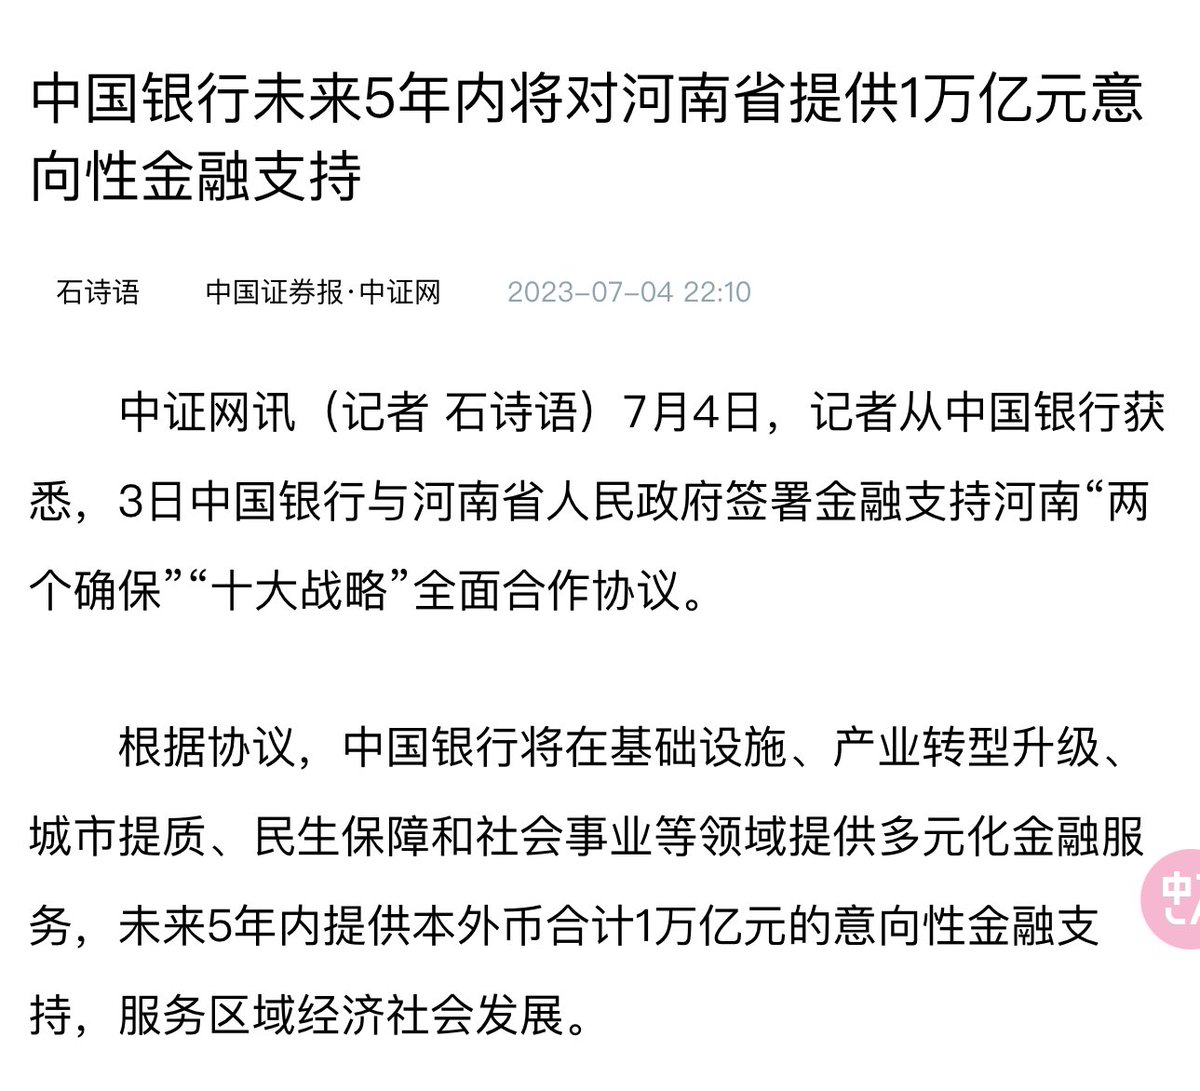 中国银行未来5年内将对河南省提供1万亿元意
向性金融支持
石诗语 中国证券报·中证网 2023-07-04 22:10
中证网讯（记者 石诗语）7月4日，记者从中国银行获
悉，3日中国银行与河南省人民政府签署金融支持河南“两
个确保”“十大战略”全面合作协议。
根据协议，中国银行将在基础设施、产业转型升级、
城市提质、民生保障和社会事业等领域提供多元化金融服
务，未来5年内提供本外币合计1万亿元的意向性金融支
持，服务区域经济社会发展。
中